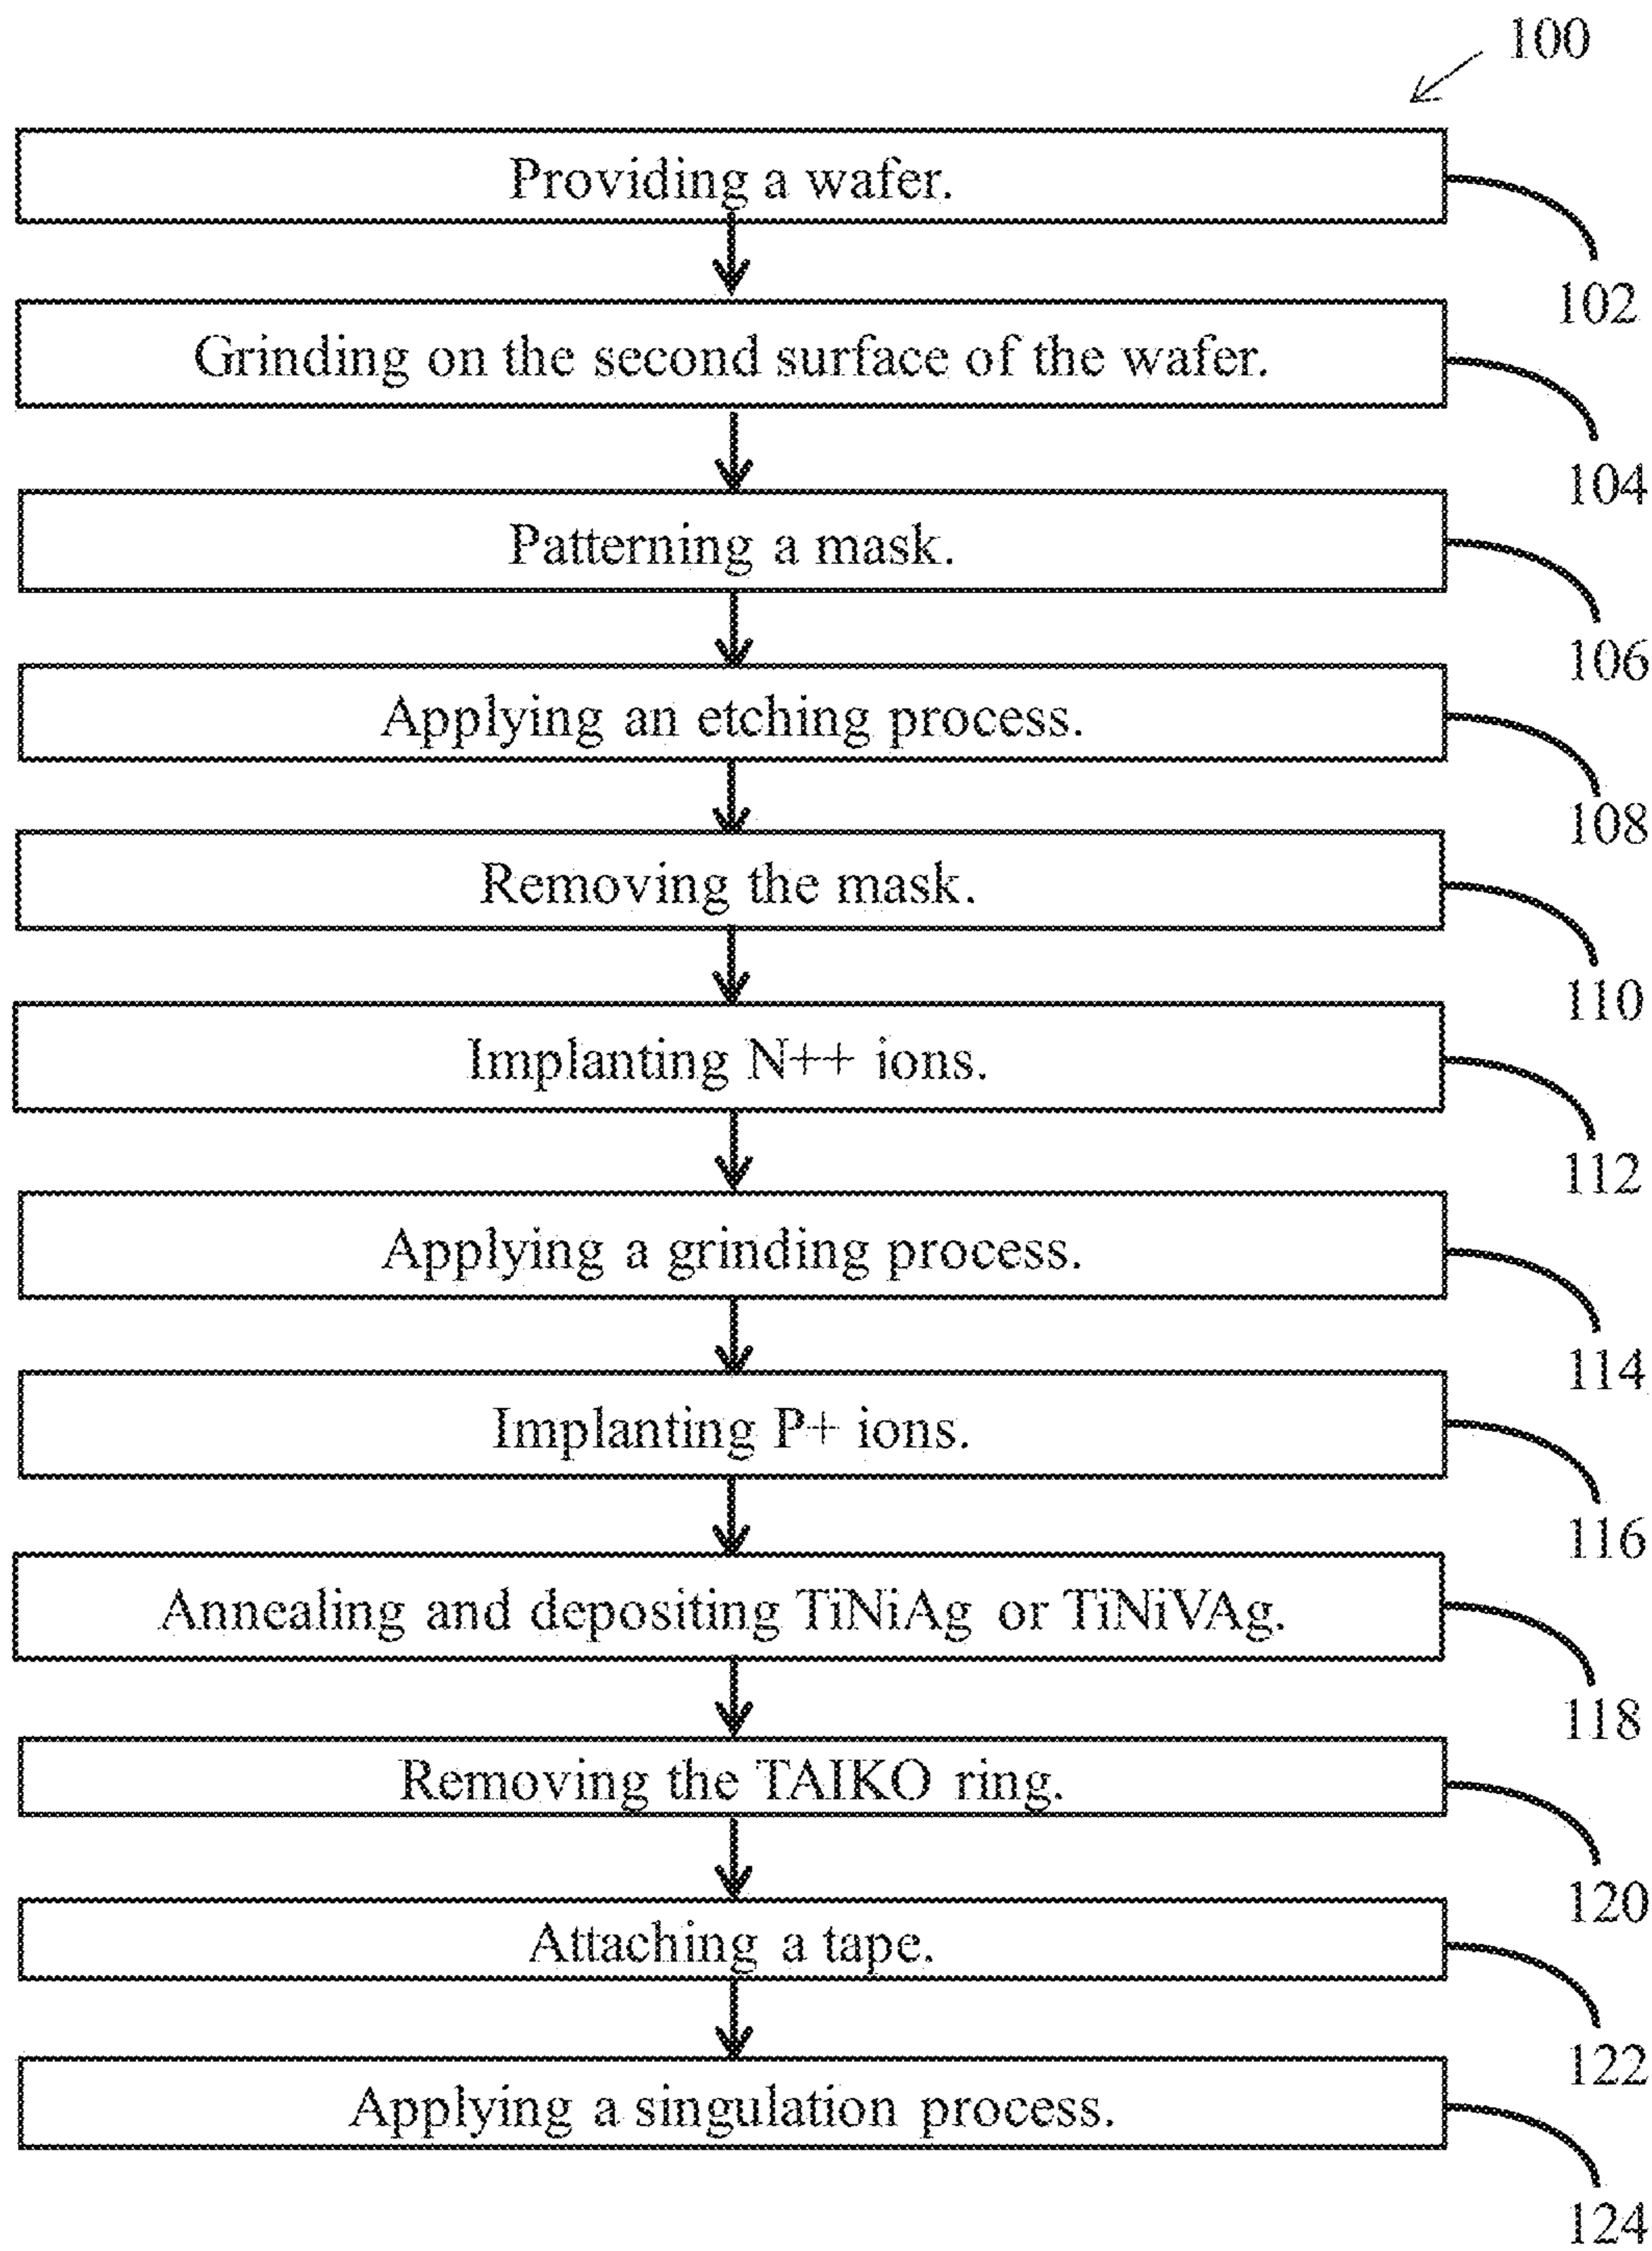 100
Providing a wafer.
102
Grinding on the second surface of the wafer.
104
Patterning a mask.
106
Applying an etching process.
108
Removing the mask.
110
Implanting N++ ions.
112
Applying a grinding process.
114
Implanting P+ ions.
116
Annealing and depositing TiNiAg or TiNiVAg.
118
Removing the TAIKO ring.
120
Attaching a tape.
122
Applying a singulation process.
124